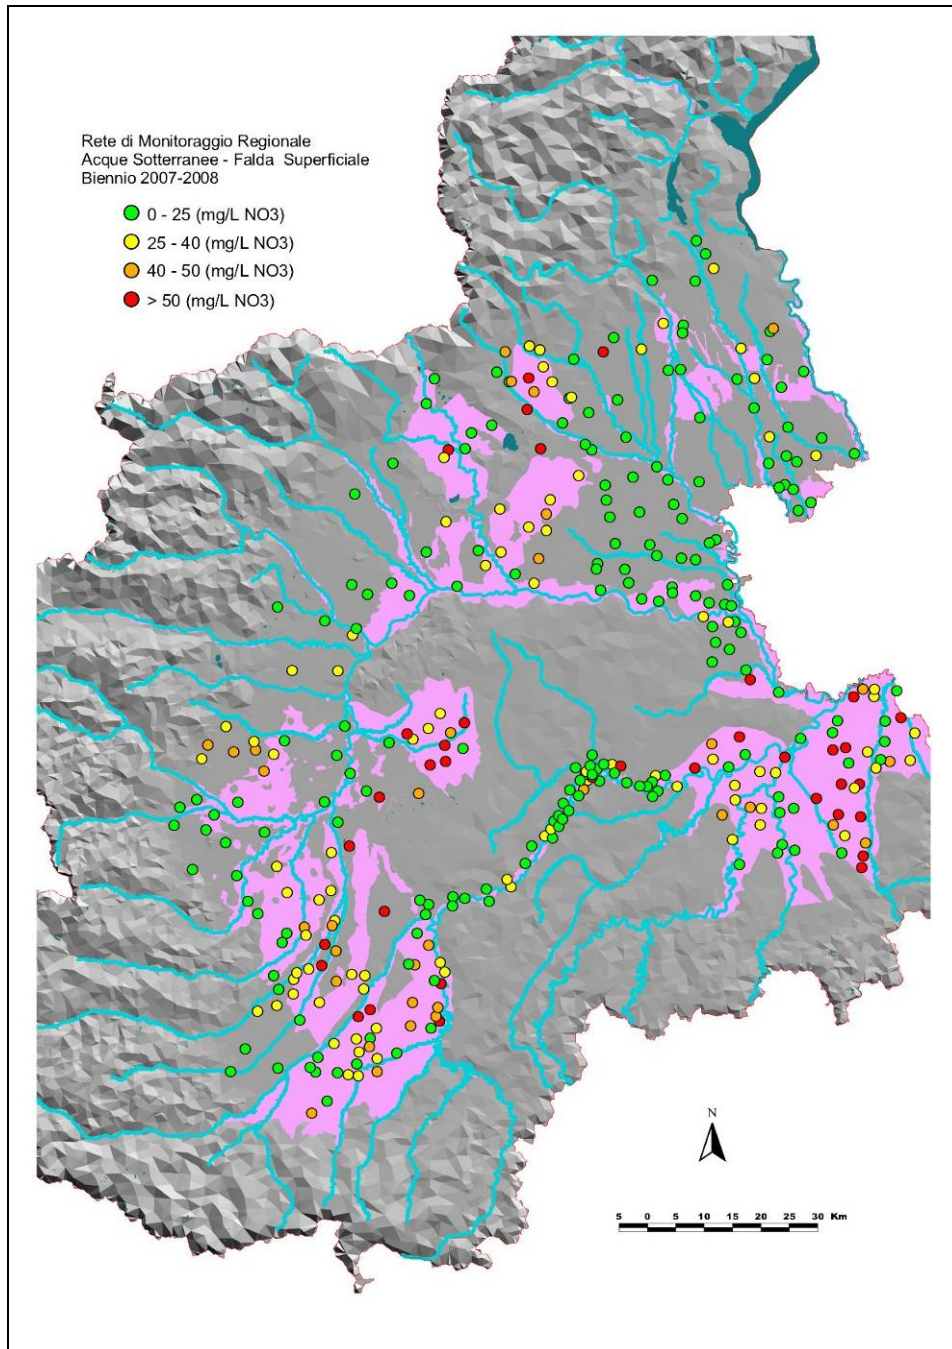 Rete di Monitoraggio Regionale
Acque Sotterranee - Falda Superficiale
Biennio 2007-2008
0 - 25 (mg/L NO3)
25 - 40 (mg/L NO3)
40 - 50 (mg/L NO3)
> 50 (mg/L NO3)
N
5 0 5 10 15 20 25 30 Km